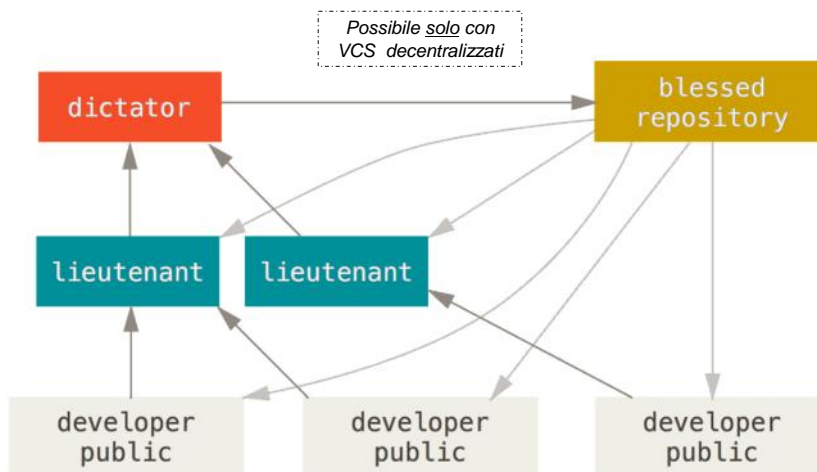 Possibile solo con
VCS decentralizzati
dictator
blessed
repository
lieutenant
lieutenant
developer
public
developer
public
developer
public